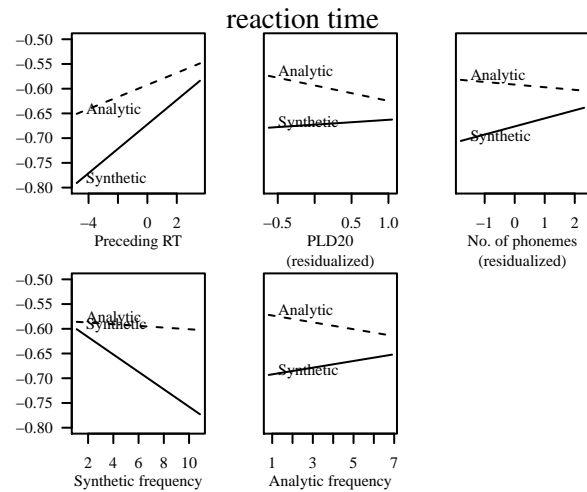 reaction time
−0.50
−0.55
−0.60
−0.65
−0.70
−0.75
−0.80
Analytic
Synthetic
−4 0 2
Preceding RT
Analytic
Synthetic
−0.5 0.5 1.0
PLD20
(residualized)
Analytic
Synthetic
−1 0 1 2
No. of phonemes
(residualized)
−0.50
−0.55
−0.60
−0.65
−0.70
−0.75
−0.80
Analytic
Synthetic
2 4 6 8 10
Synthetic frequency
Analytic
Synthetic
1 3 5 7
Analytic frequency